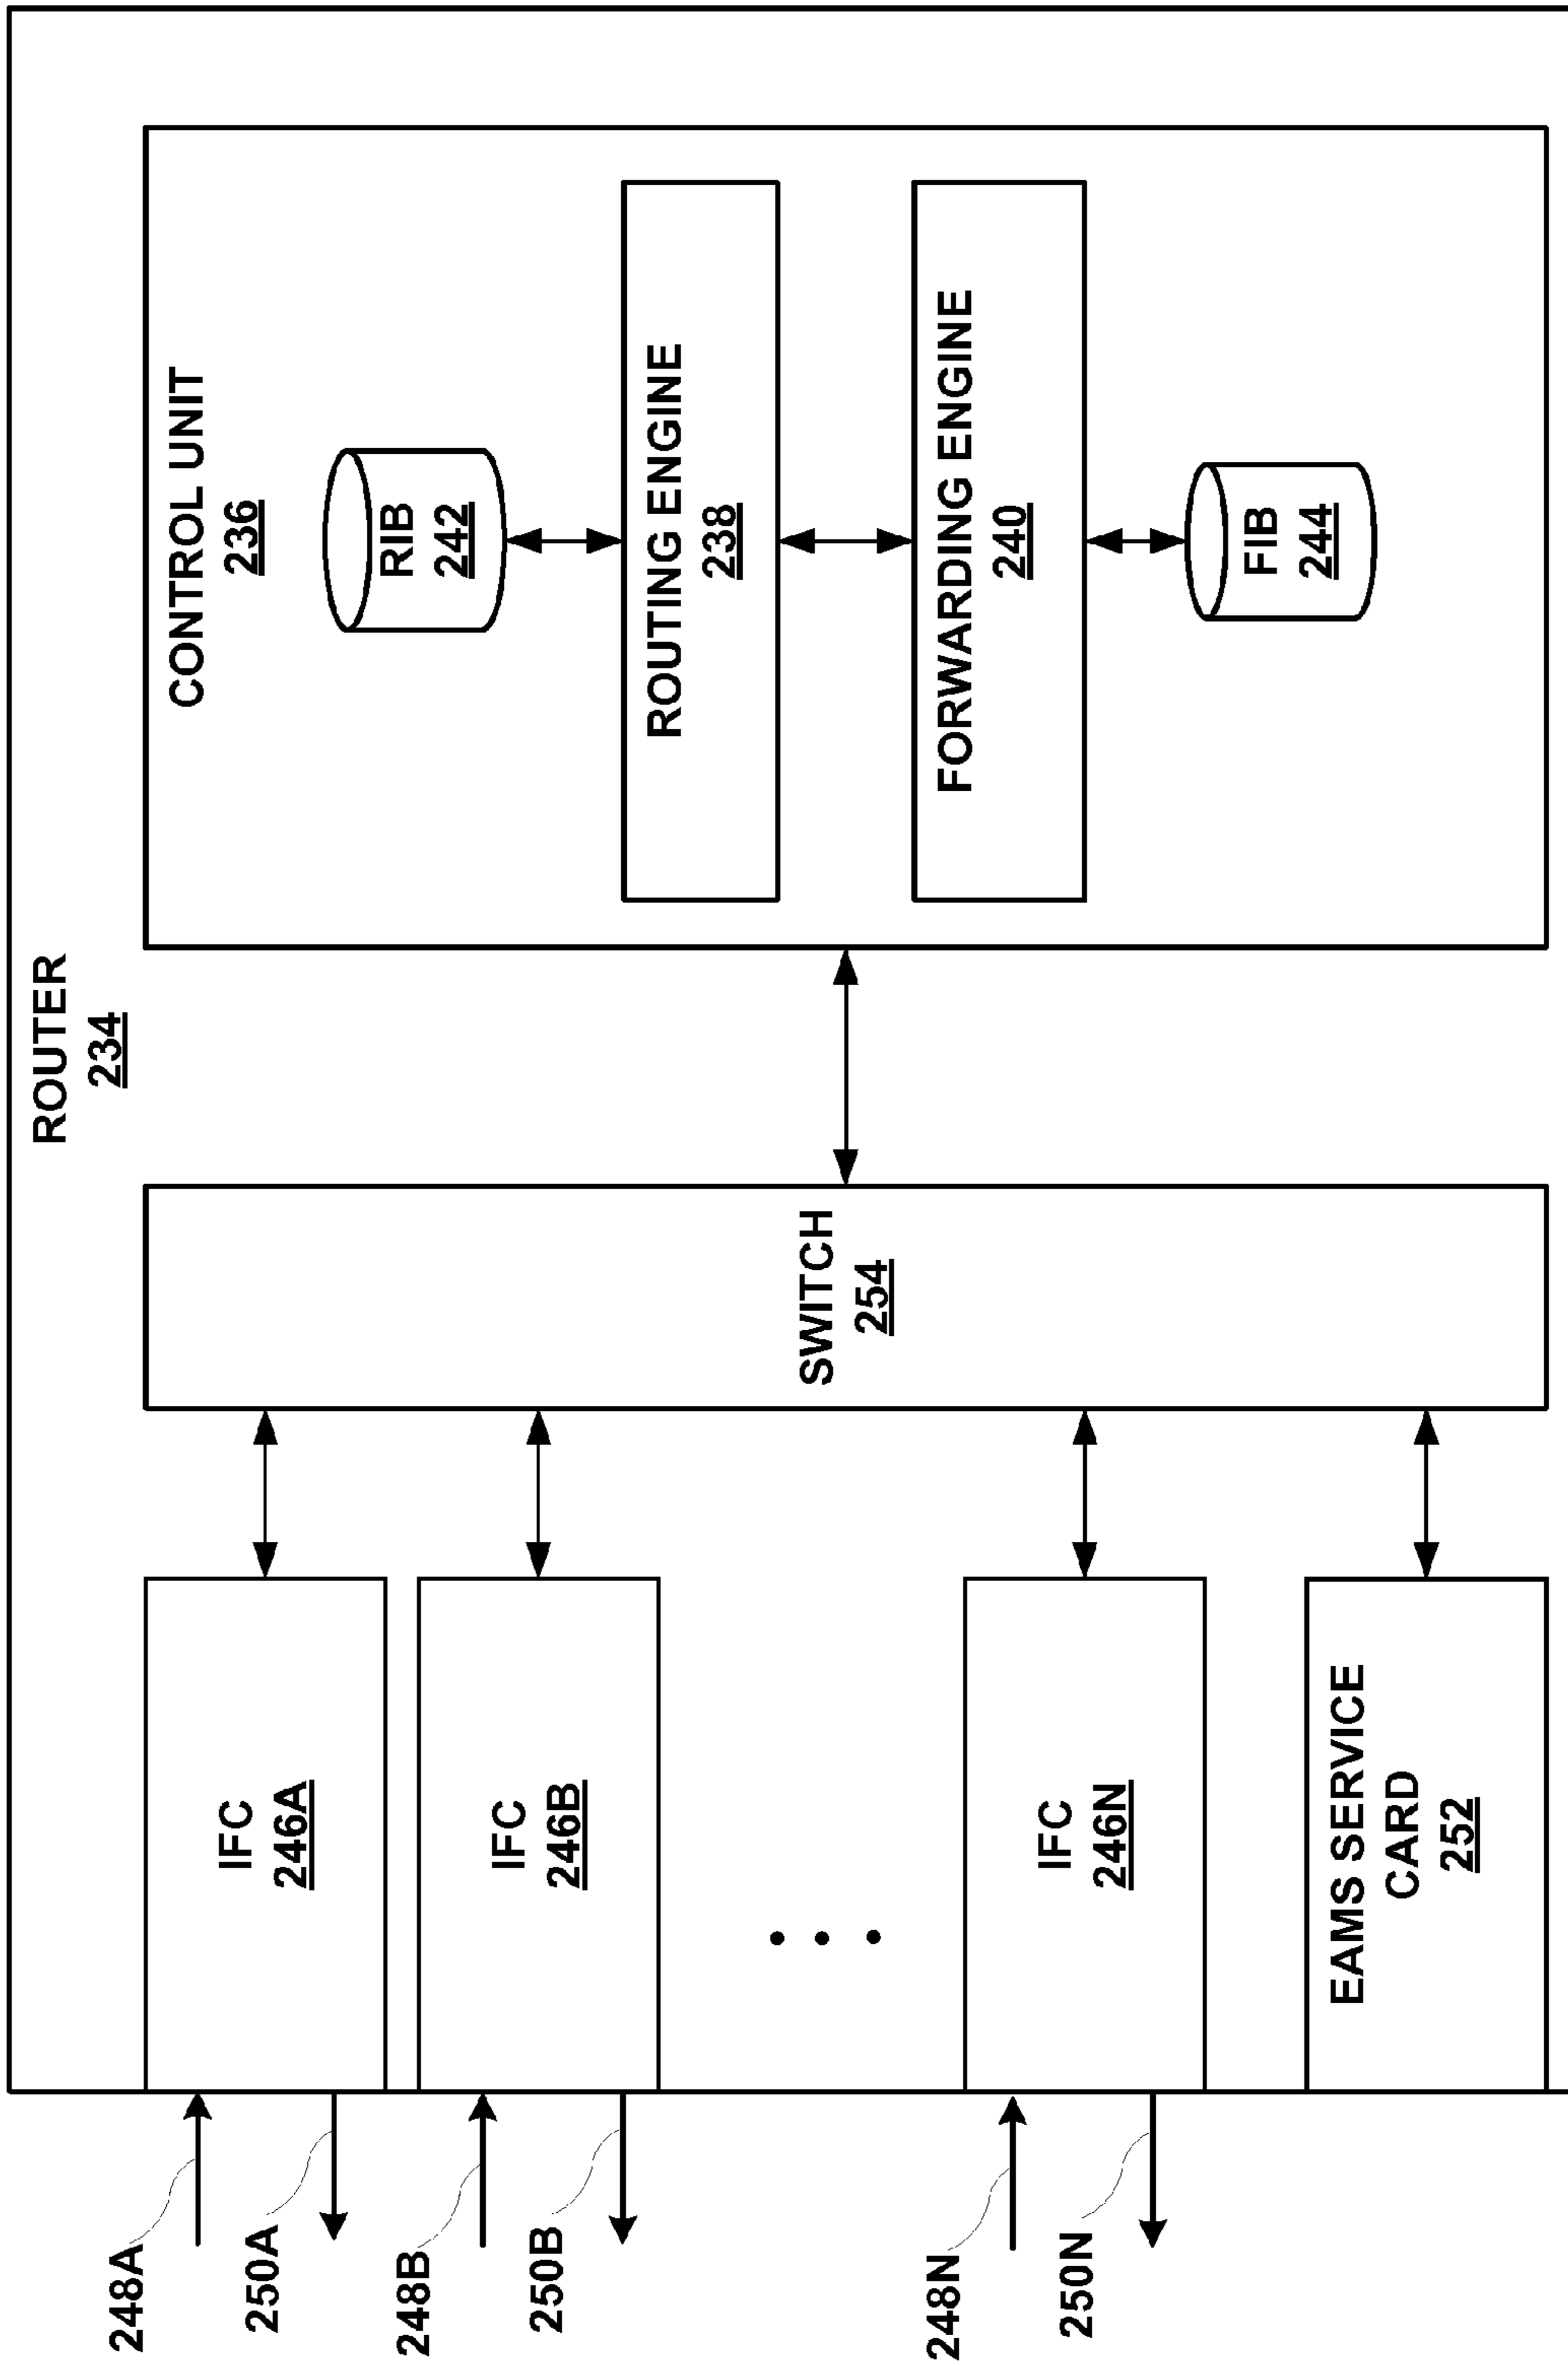 ROUTER
234
CONTROL UNIT
236
RIB
242
ROUTING ENGINE
238
FORWARDING ENGINE
240
FIB
244
SWITCH
254
IFC
246A
IFC
246B
IFC
246N
EAMS SERVICE
CARD
252
248A
250A
248B
250B
248N
250N